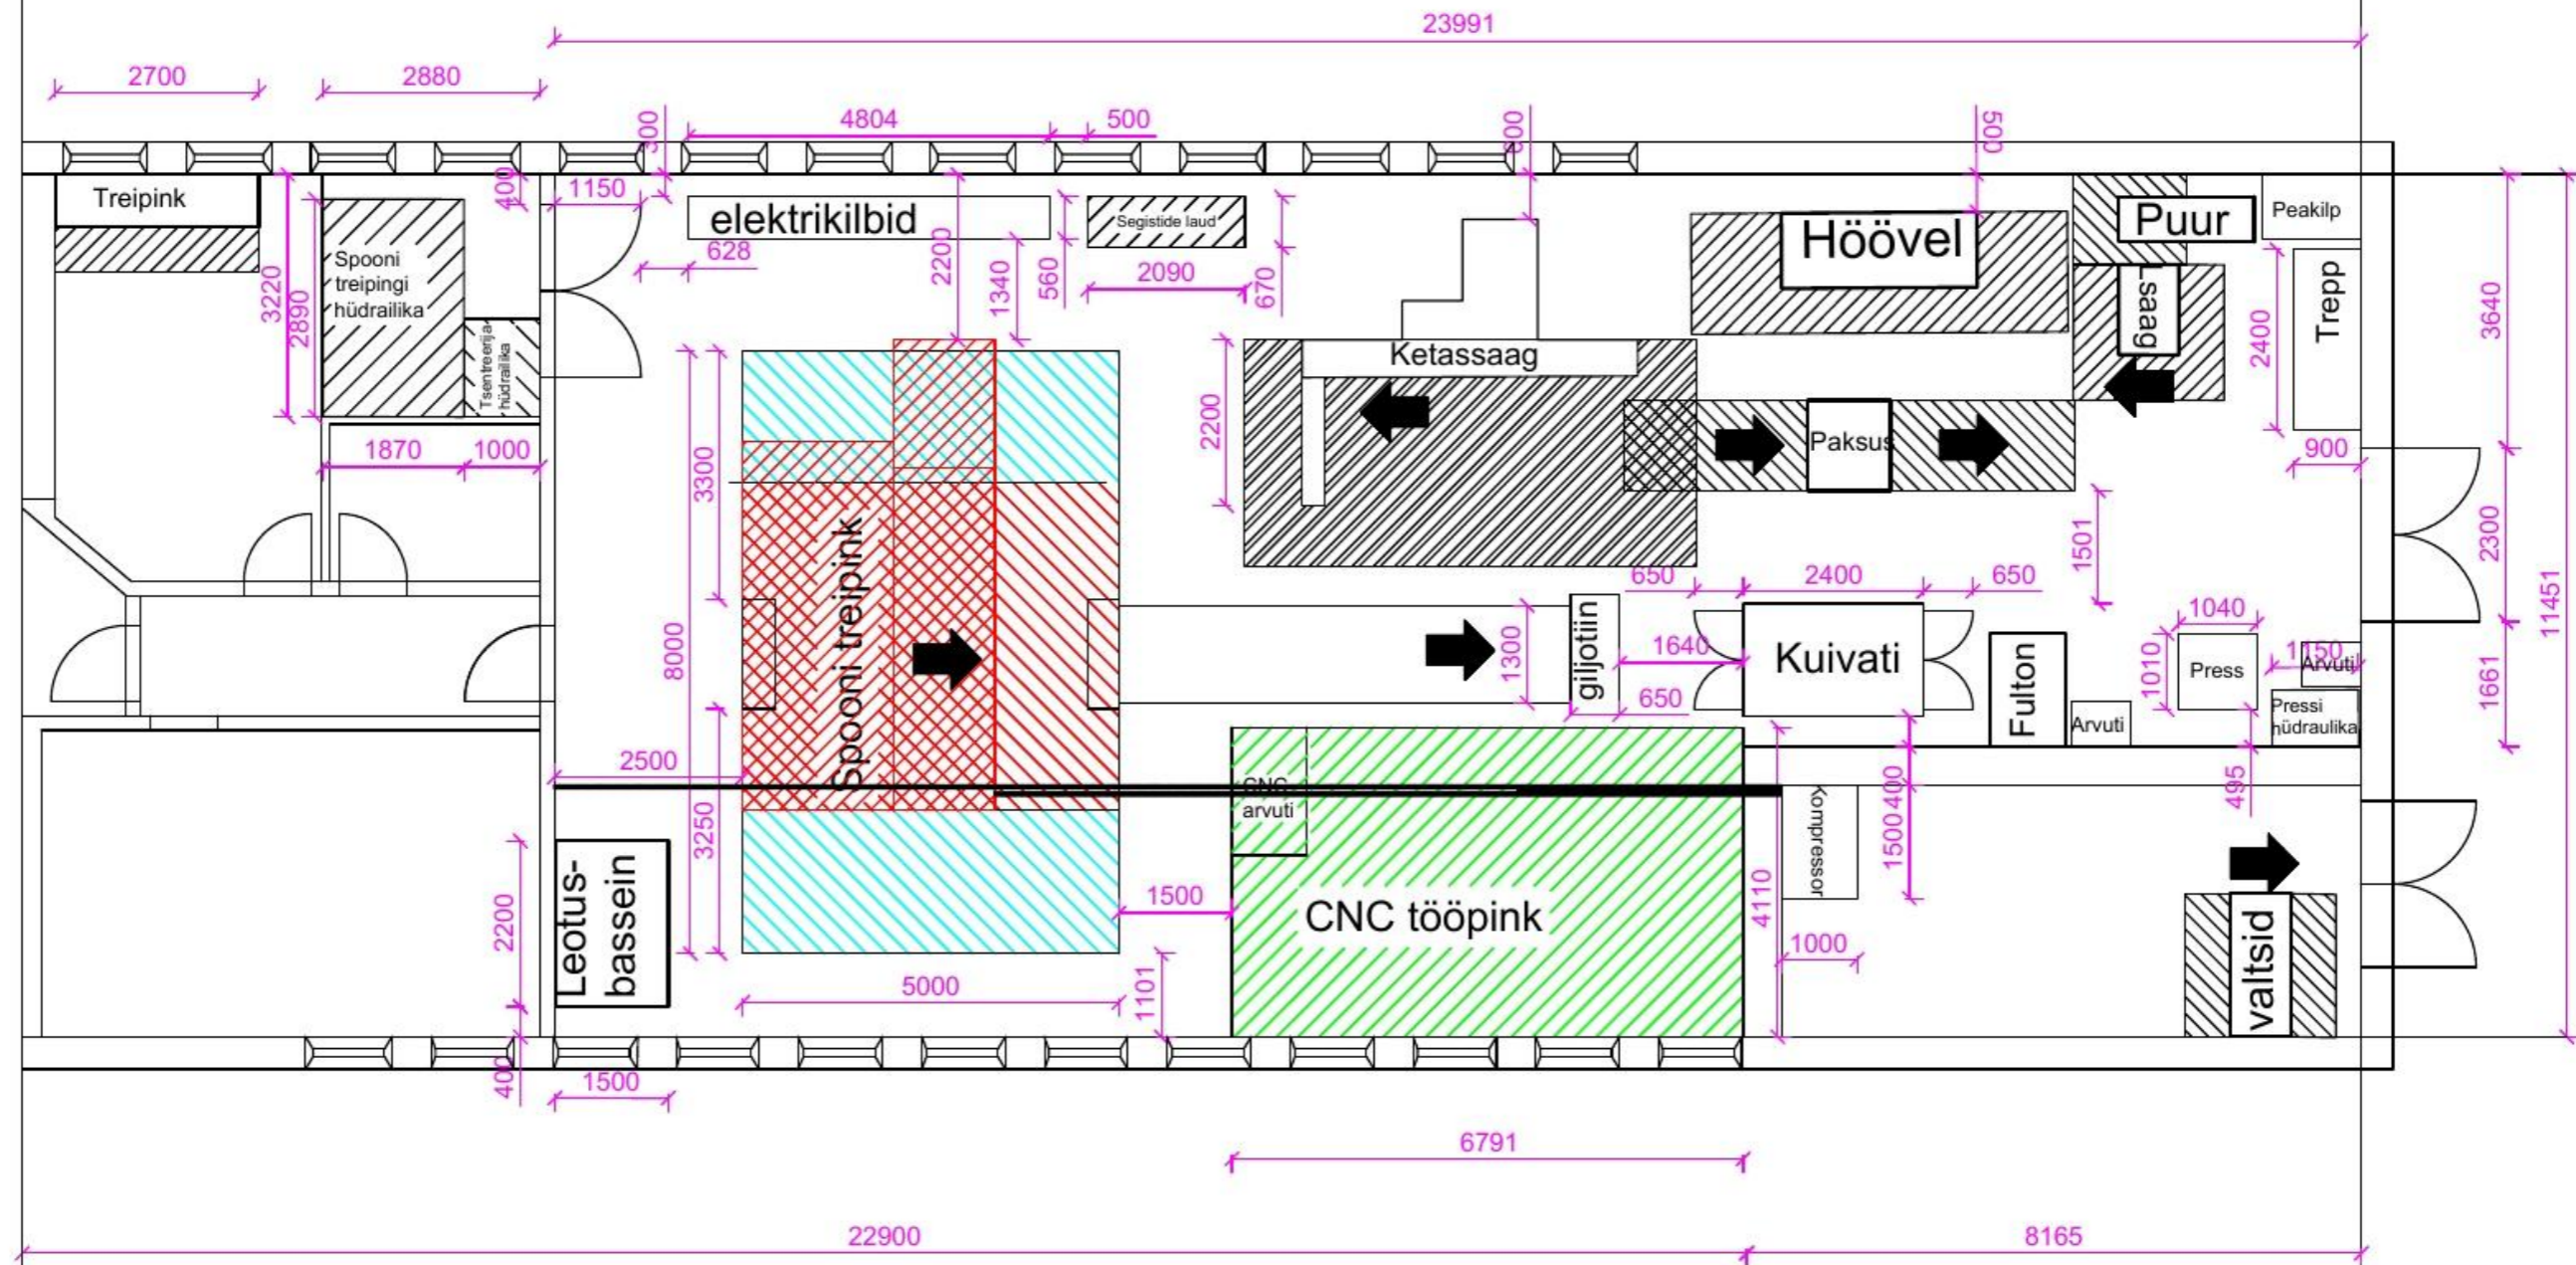 23991
2700
2880
4804
500
300
600
500
Treipink
400
1150
elektrikilbid
Segistide laud
Höövel
Puur
Peakilp
628
2200
1340
560
2090
670
Spooni
treipingi
hüdrailika
3220
2890
Tsentreerija
hüdrailika
Lsaag
Trepp
2400
3640
Ketassaag
2200
Paksus
1870
1000
3300
900
1501
2300
11451
650
2400
650
Spooni treipink
8000
1300
giljotiin
1640
650
Kuivati
Fulton
1040
1010
Press
1150
Arvuti
1661
Arvuti
Pressi
hüdraulika
2500
CNC
arvuti
3250
Kompressor
400
1500
495
Leotus-
bassein
2200
1500
CNC tööpink
4110
1000
valtsid
5000
1101
400
1500
6791
22900
8165